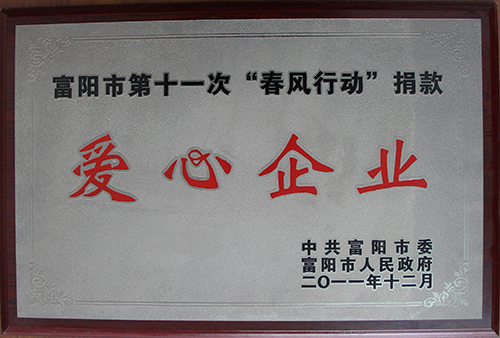 富阳市第十一次“春风行动”捐款
爱心企业
中共富阳市委
富阳市人民政府
二〇一一年十二月